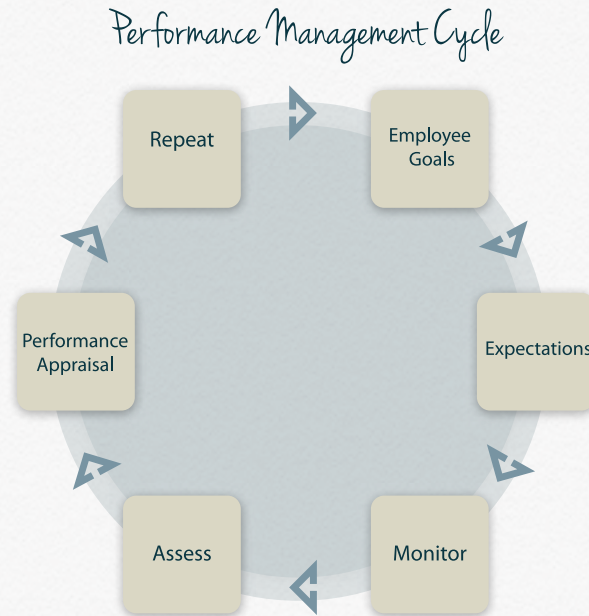 Performance Management Cycle
Repeat
Employee
Goals
Performance
Appraisal
Expectations
Assess
Monitor